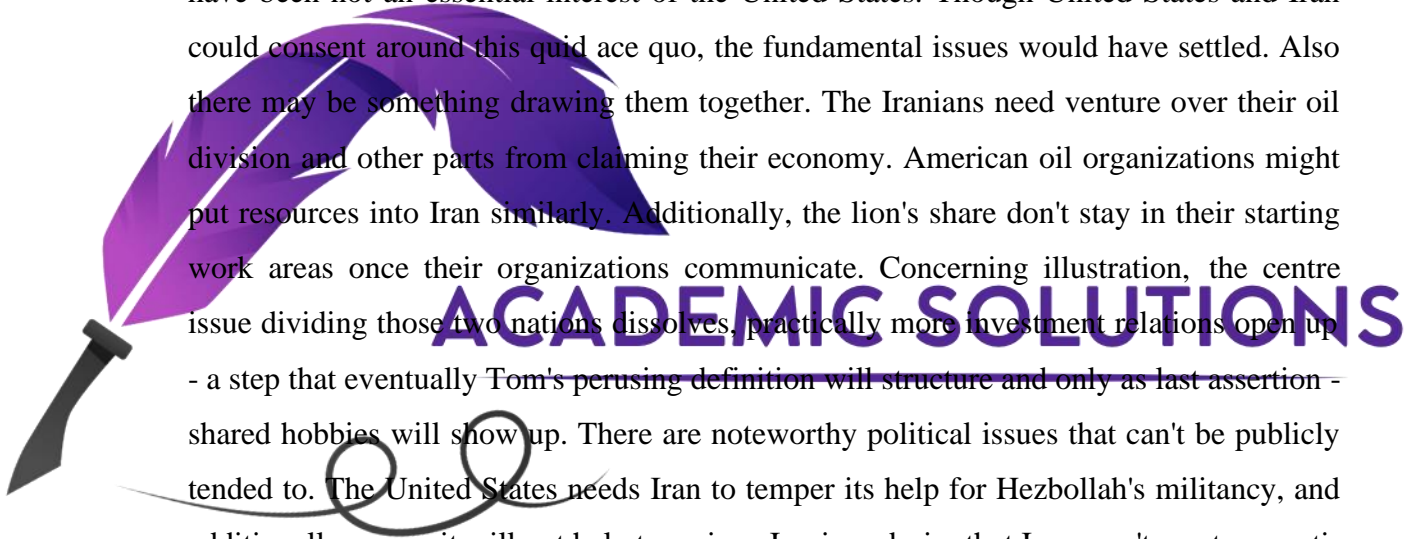 have been not an essential interest of the United States. Though United States and Iran
could consent around this quid ace quo, the fundamental issues would have settled. Also
there may be something drawing them together. The Iranians need venture over their oil
division and other parts from claiming their economy. American oil organizations might
put resources into Iran similarly. Additionally, the lion's share don't stay in their starting
work areas once their organizations communicate. Concerning illustration, the centre
issue dividing those two nations dissolves, practically more investment relations open up
ACADEMIC SOLUTIONS
- a step that eventually Tom's perusing definition will structure and only as last assertion -
shared hobbies will show up. There are noteworthy political issues that can't be publicly
tended to. The United States needs Iran to temper its help for Hezbollah's militancy, and